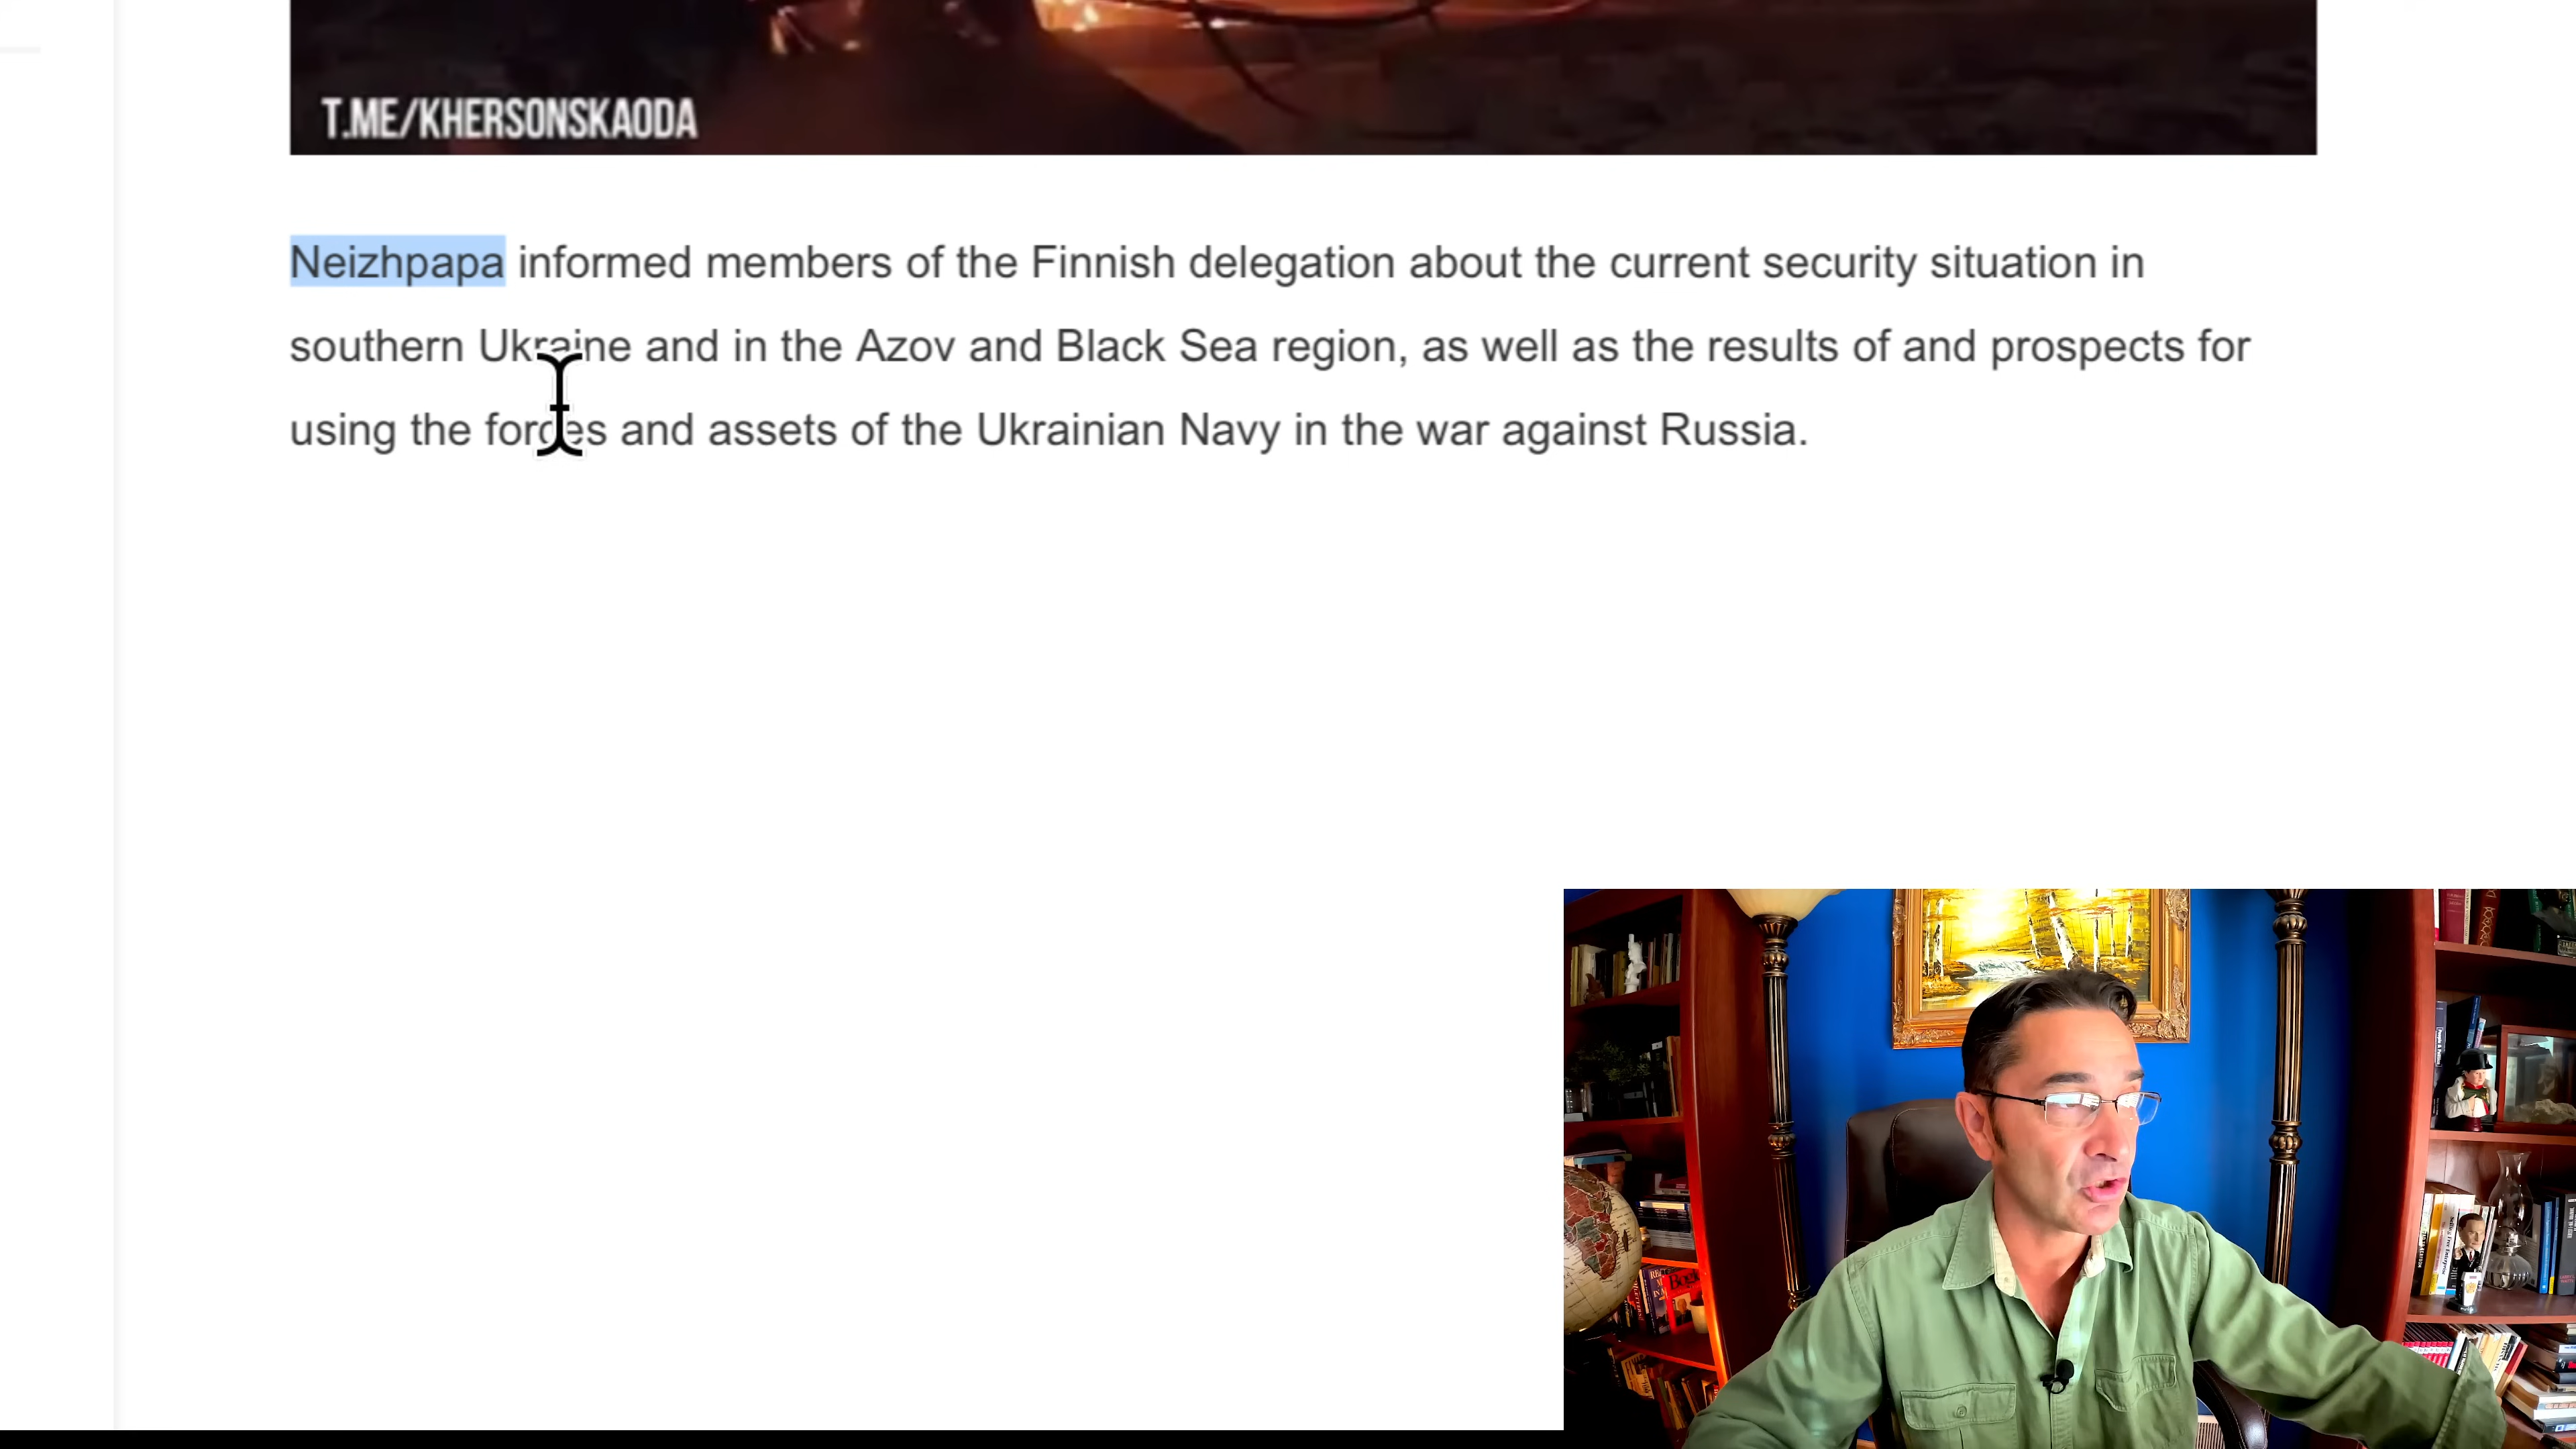 T.ME/KHERSONSKAODA
Neizhpapa informed members of the Finnish delegation about the current security situation in
southern Ukraine and in the Azov and Black Sea region, as well as the results of and prospects for
using the forces and assets of the Ukrainian Navy in the war against Russia.